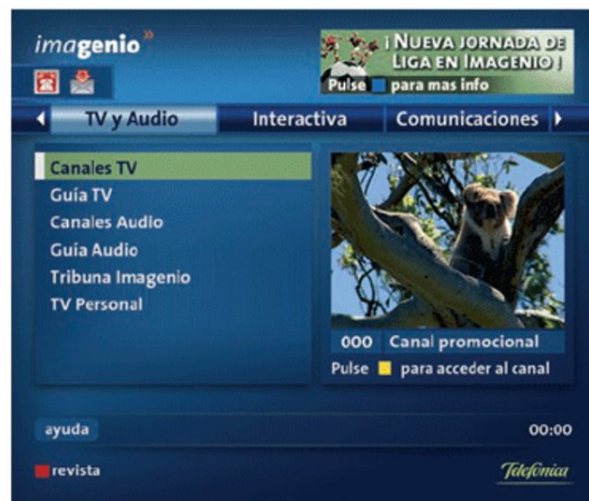 imagenio»
¡ NUEVA JORNADA DE
LIGA EN IMAGENIO !
Pulse para mas info
TV y Audio Interactiva Comunicaciones
Canales TV
Guía TV
Canales Audio
Guía Audio
Tribuna Imagenio
TV Personal
000 Canal promocional
Pulse para acceder al canal
ayuda 00:00
revista Telefónica